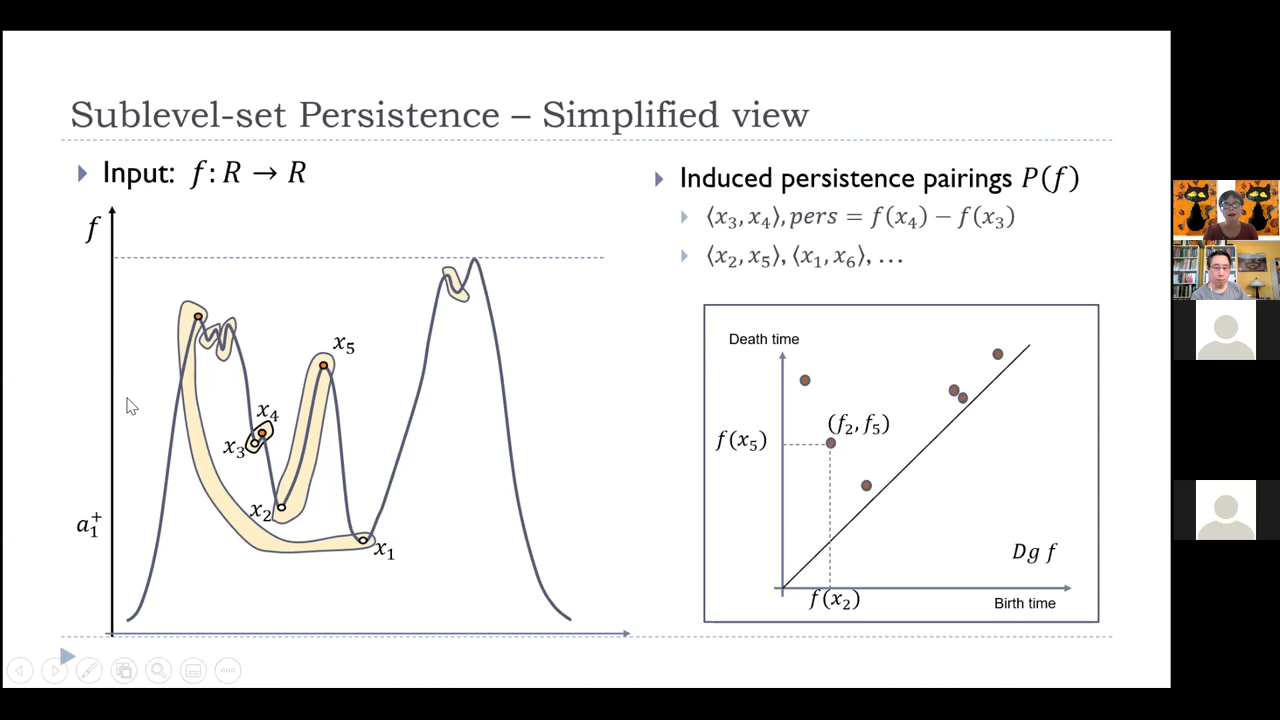 Sublevel-set Persistence – Simplified view
Input: f: R → R
f
x₅
x₄
x₃
x₂
a₁⁺
x₁
Induced persistence pairings P(f)
⟨x₃, x₄⟩, pers = f(x₄) − f(x₃)
⟨x₂, x₅⟩, ⟨x₁, x₆⟩, …
Death time
(f₂, f₅)
f(x₅)
Dg f
f(x₂)
Birth time